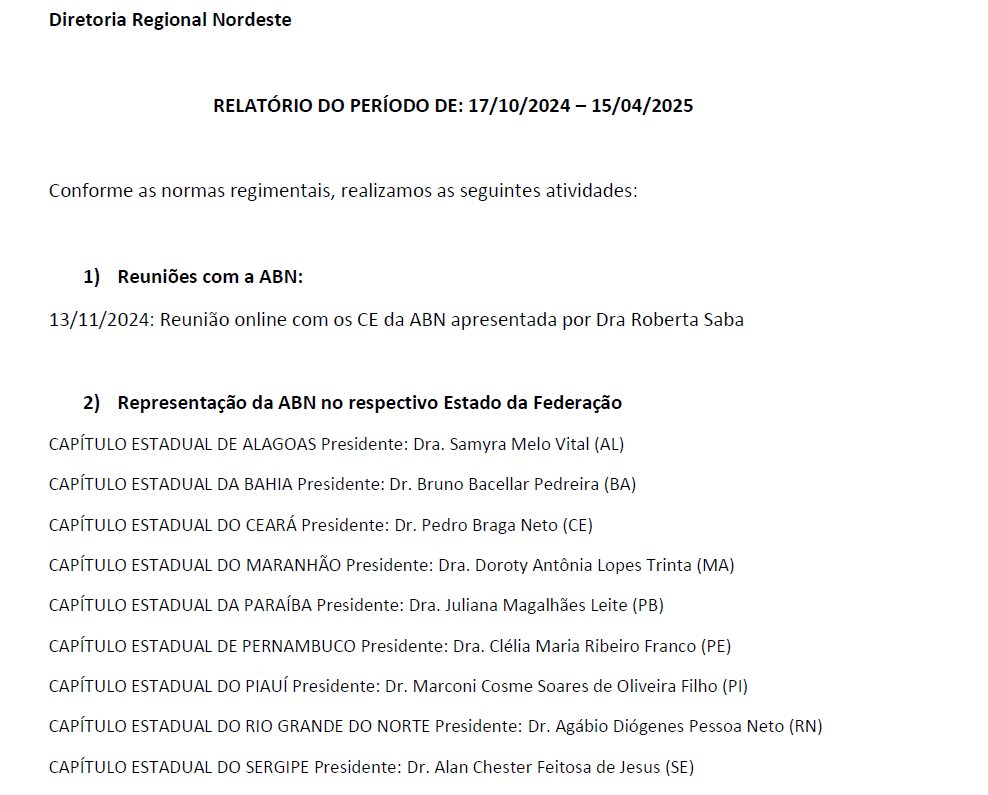 Diretoria Regional Nordeste
RELATÓRIO DO PERÍODO DE: 17/10/2024 – 15/04/2025
Conforme as normas regimentais, realizamos as seguintes atividades:
1) Reuniões com a ABN:
13/11/2024: Reunião online com os CE da ABN apresentada por Dra Roberta Saba
2) Representação da ABN no respectivo Estado da Federação
CAPÍTULO ESTADUAL DE ALAGOAS Presidente: Dra. Samyra Melo Vital (AL)
CAPÍTULO ESTADUAL DA BAHIA Presidente: Dr. Bruno Bacellar Pedreira (BA)
CAPÍTULO ESTADUAL DO CEARÁ Presidente: Dr. Pedro Braga Neto (CE)
CAPÍTULO ESTADUAL DO MARANHÃO Presidente: Dra. Doroty Antônia Lopes Trinta (MA)
CAPÍTULO ESTADUAL DA PARAÍBA Presidente: Dra. Juliana Magalhães Leite (PB)
CAPÍTULO ESTADUAL DE PERNAMBUCO Presidente: Dra. Clélia Maria Ribeiro Franco (PE)
CAPÍTULO ESTADUAL DO PIAUÍ Presidente: Dr. Marconi Cosme Soares de Oliveira Filho (PI)
CAPÍTULO ESTADUAL DO RIO GRANDE DO NORTE Presidente: Dr. Agábio Diógenes Pessoa Neto (RN)
CAPÍTULO ESTADUAL DO SERGIPE Presidente: Dr. Alan Chester Feitosa de Jesus (SE)